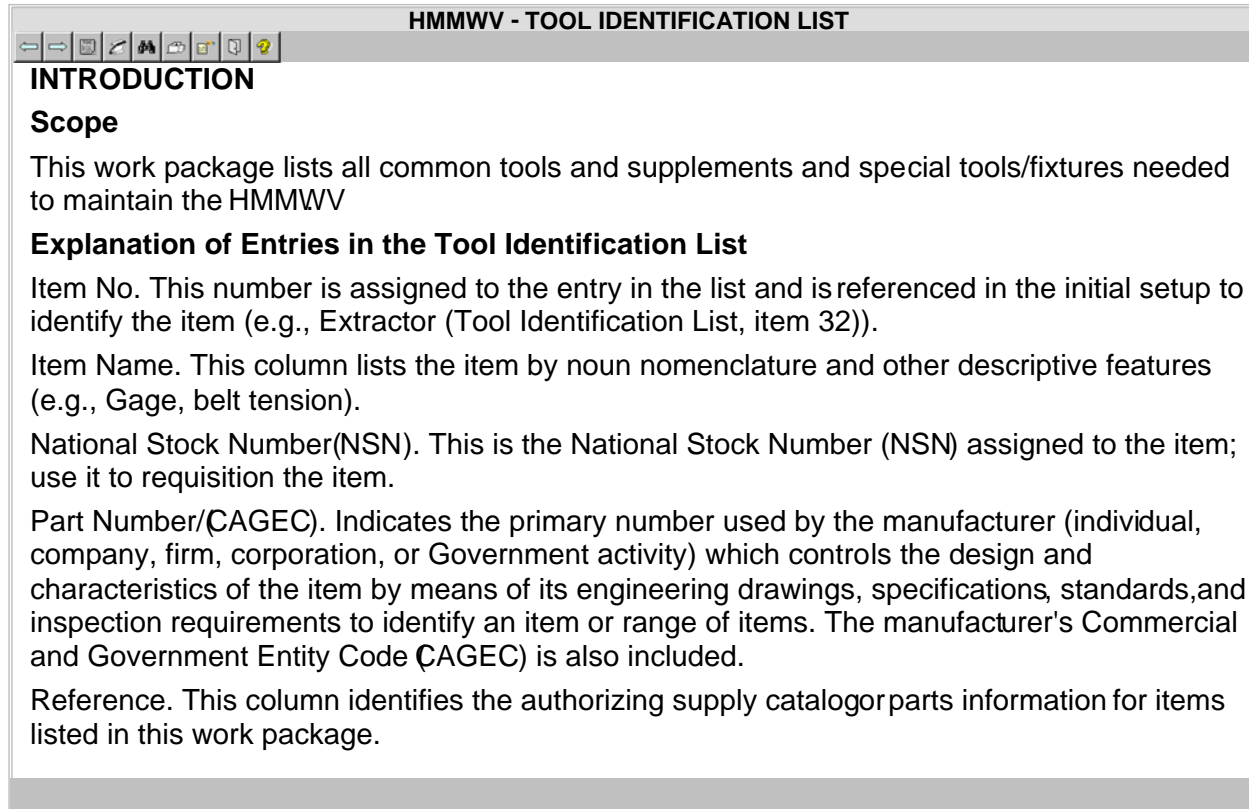 HMMWV - TOOL IDENTIFICATION LIST
INTRODUCTION
Scope
This work package lists all common tools and supplements and special tools/fixtures needed
to maintain the HMMWV
Explanation of Entries in the Tool Identification List
Item No. This number is assigned to the entry in the list and is referenced in the initial setup to
identify the item (e.g., Extractor (Tool Identification List, item 32)).
Item Name. This column lists the item by noun nomenclature and other descriptive features
(e.g., Gage, belt tension).
National Stock Number(NSN). This is the National Stock Number (NSN) assigned to the item;
use it to requisition the item.
Part Number/(CAGEC). Indicates the primary number used by the manufacturer (individual,
company, firm, corporation, or Government activity) which controls the design and
characteristics of the item by means of its engineering drawings, specifications, standards,and
inspection requirements to identify an item or range of items. The manufacturer's Commercial
and Government Entity Code (CAGEC) is also included.
Reference. This column identifies the authorizing supply catalog or parts information for items
listed in this work package.